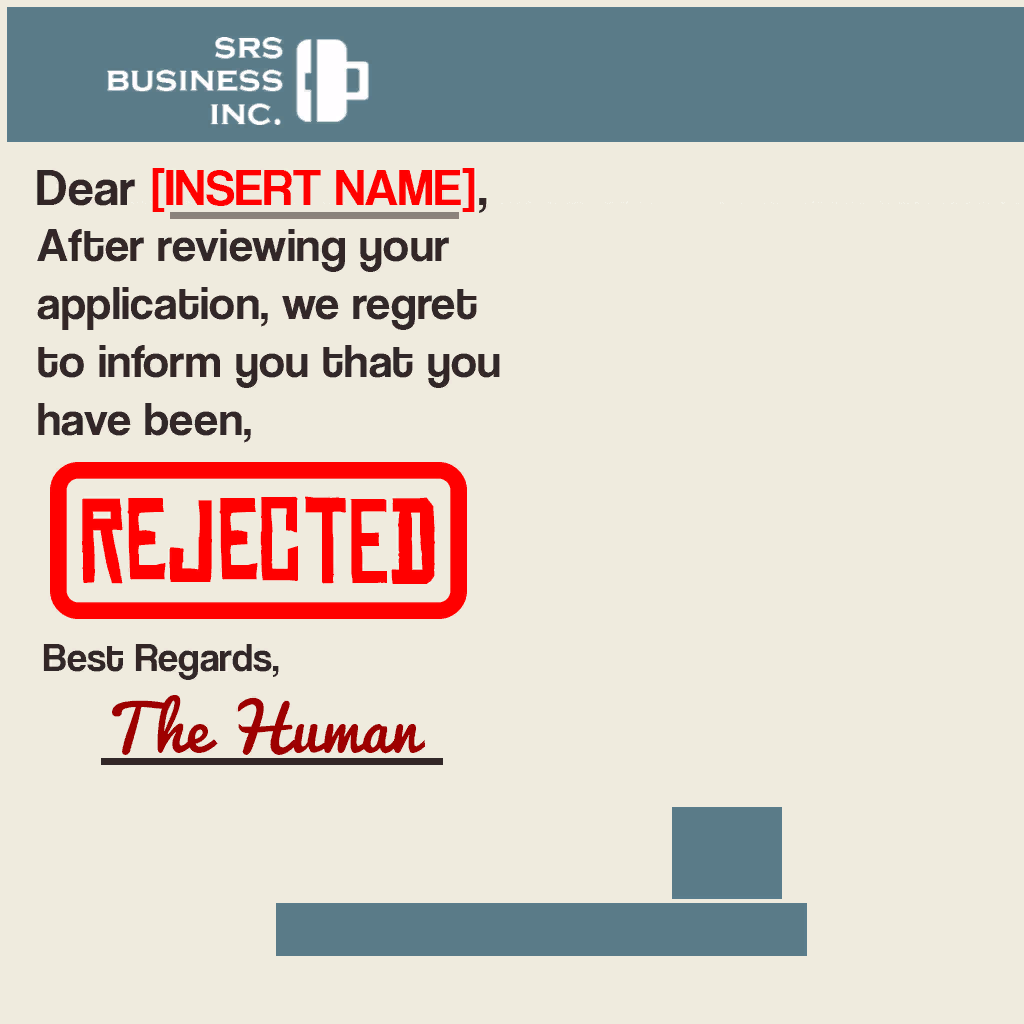 SRS
BUSINESS
INC.
Dear [INSERT NAME],
After reviewing your
application, we regret
to inform you that you
have been,
REJECTED
Best Regards,
The Human